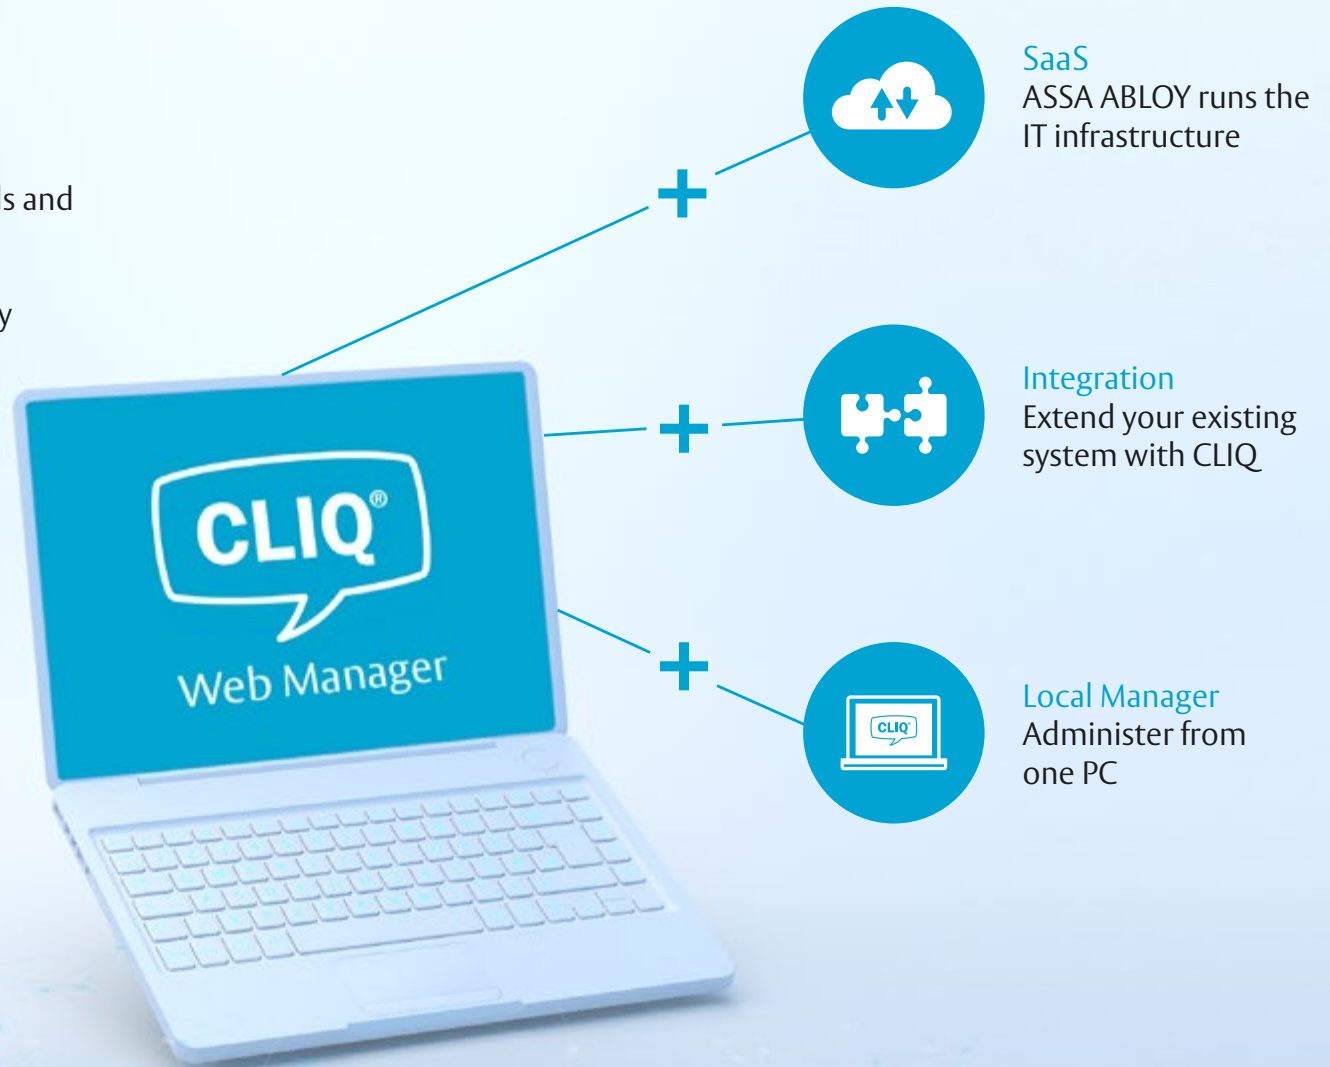 SaaS
ASSA ABLOY runs the
IT infrastructure
and
Integration
Extend your existing
system with CLIQ
CLIQ®
Web Manager
Local Manager
Administer from
one PC
CLIQ